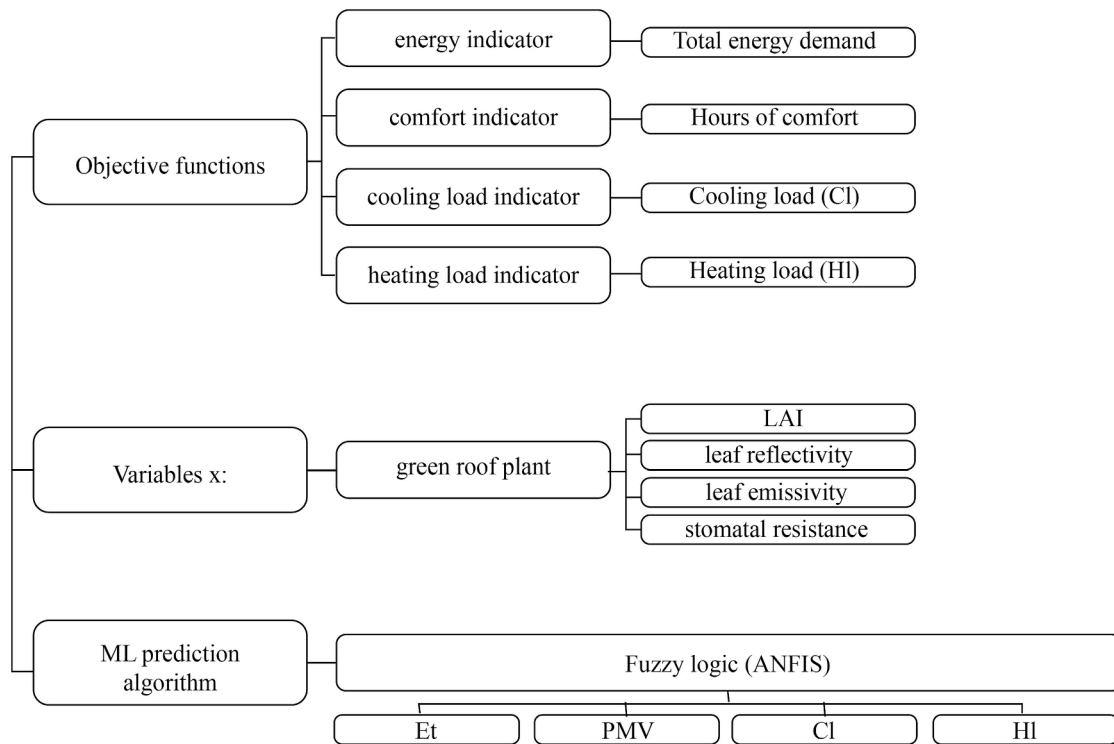 energy indicator
Total energy demand
comfort indicator
Hours of comfort
Objective functions
cooling load indicator
Cooling load (Cl)
heating load indicator
Heating load (Hl)
Variables x:
green roof plant
LAI
leaf reflectivity
leaf emissivity
stomatal resistance
ML prediction
algorithm
Fuzzy logic (ANFIS)
Et
PMV
Cl
Hl